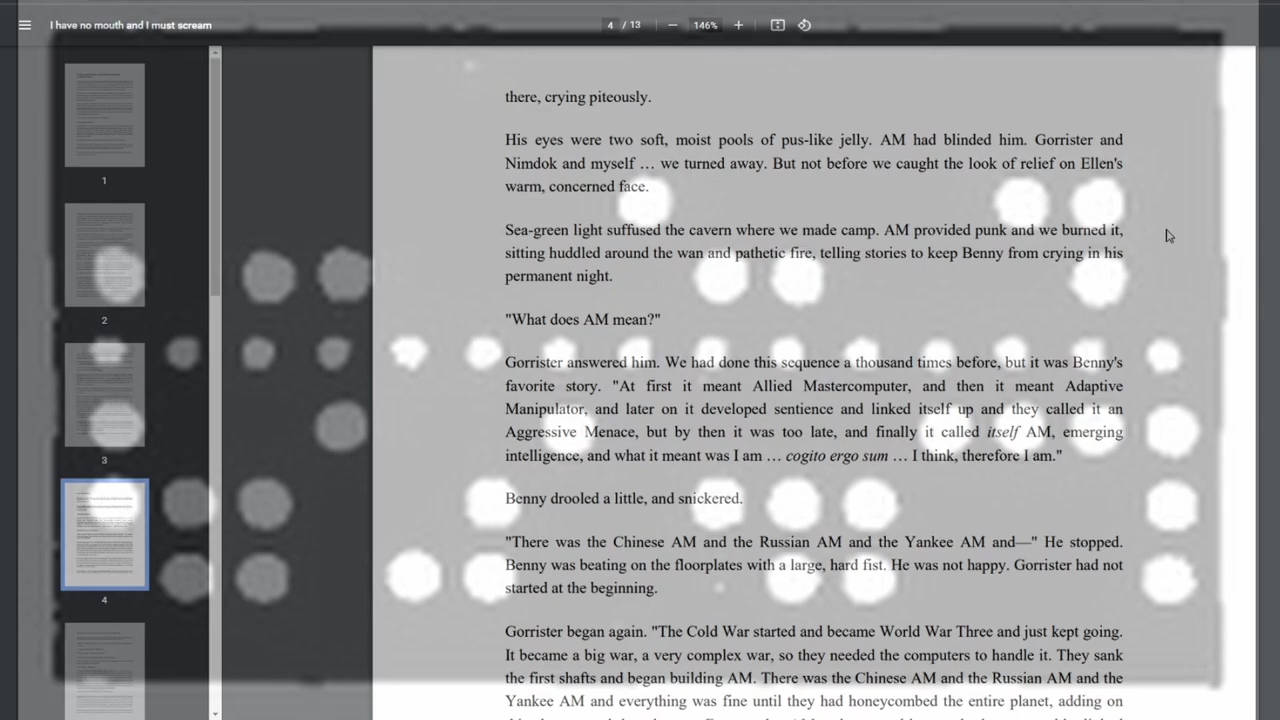 I have no mouth and I must scream
4 / 13
146%
1
2
3
4
there, crying piteously.
His eyes were two soft, moist pools of pus-like jelly. AM had blinded him. Gorrister and
Nimdok and myself … we turned away. But not before we caught the look of relief on Ellen's
warm, concerned face.
Sea-green light suffused the cavern where we made camp. AM provided punk and we burned it,
sitting huddled around the wan and pathetic fire, telling stories to keep Benny from crying in his
permanent night.
"What does AM mean?"
Gorrister answered him. We had done this sequence a thousand times before, but it was Benny's
favorite story. "At first it meant Allied Mastercomputer, and then it meant Adaptive
Manipulator, and later on it developed sentience and linked itself up and they called it an
Aggressive Menace, but by then it was too late, and finally it called itself AM, emerging
intelligence, and what it meant was I am … cogito ergo sum … I think, therefore I am."
Benny drooled a little, and snickered.
"There was the Chinese AM and the Russian AM and the Yankee AM and—" He stopped.
Benny was beating on the floorplates with a large, hard fist. He was not happy. Gorrister had not
started at the beginning.
Gorrister began again. "The Cold War started and became World War Three and just kept going.
It became a big war, a very complex war, so they needed the computers to handle it. They sank
the first shafts and began building AM. There was the Chinese AM and the Russian AM and the
Yankee AM and everything was fine until they had honeycombed the entire planet, adding on